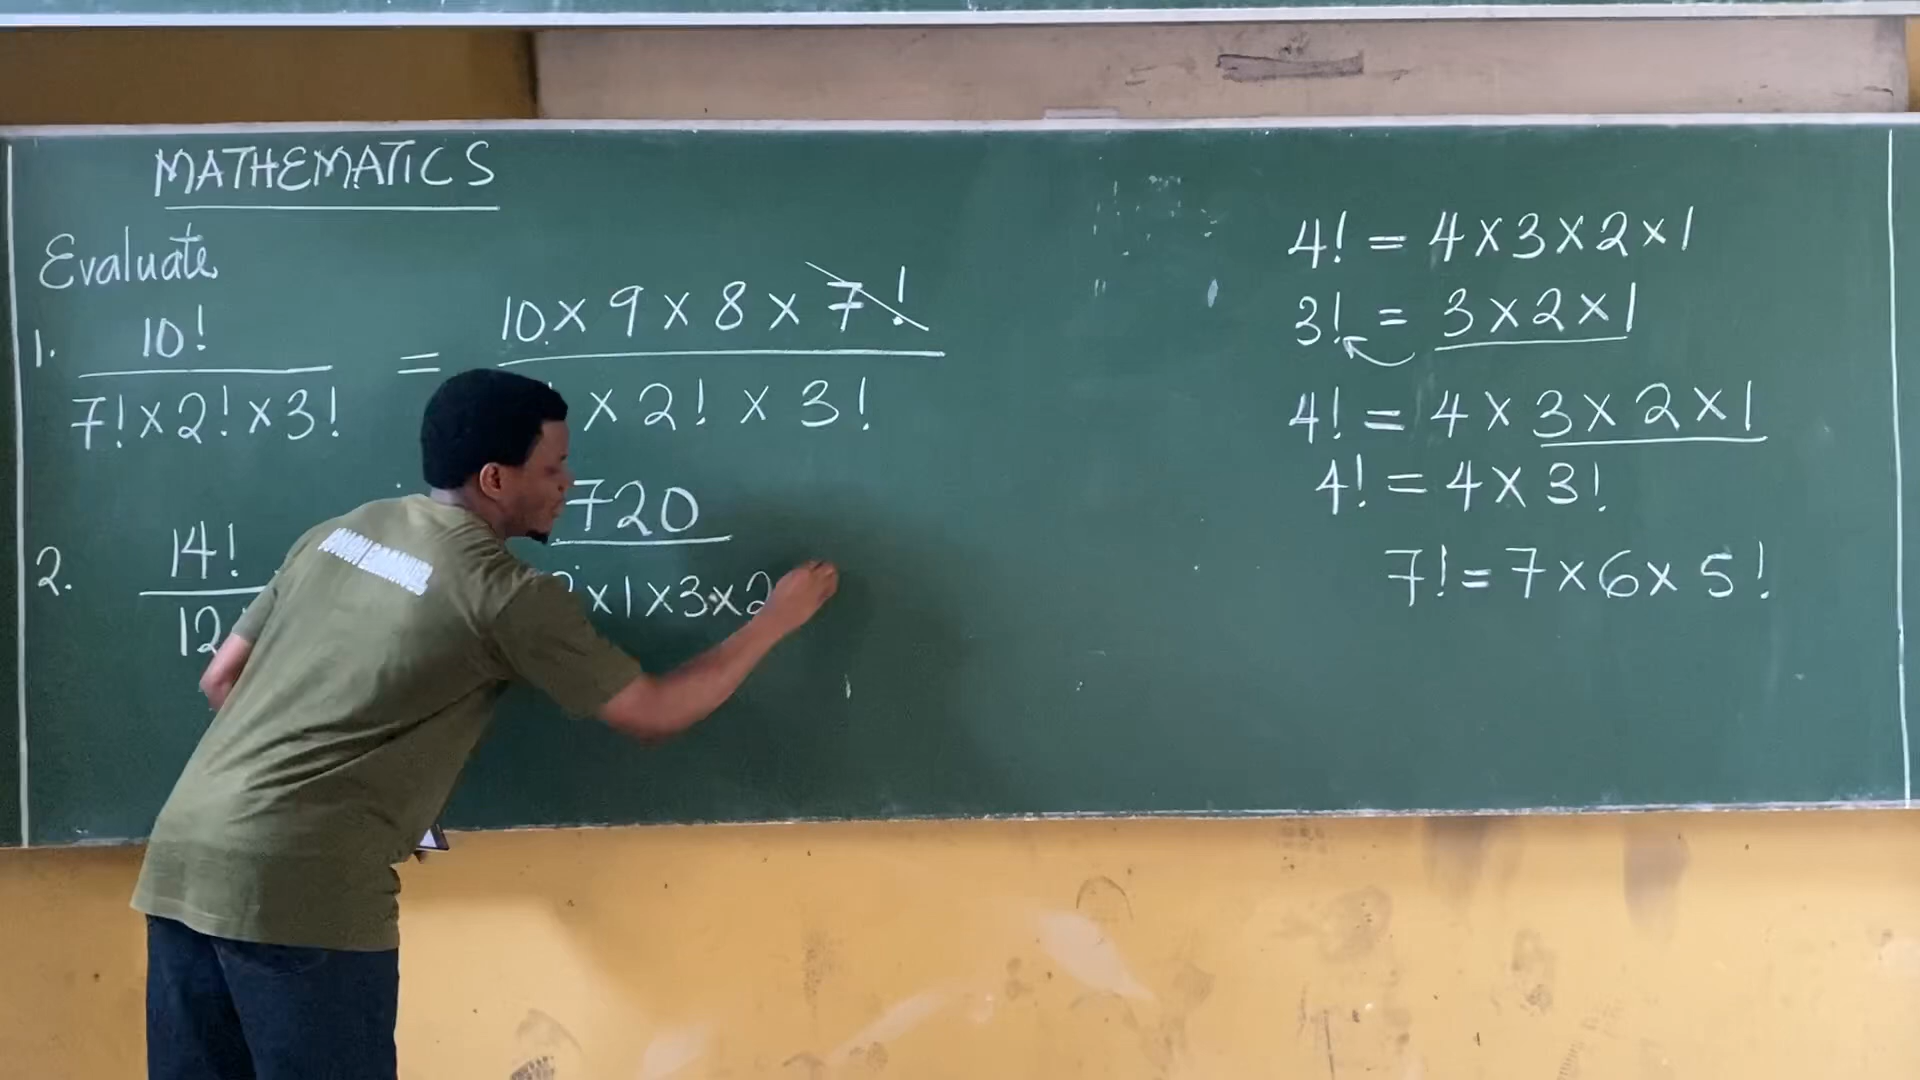 MATHEMATICS
Evaluate
1. 10! / 7!×2!×3! = 10×9×8×7! / ! × 2! × 3!
720 / 2×1×3×2
2. 14! / 12
4! = 4×3×2×1
3! = 3×2×1
4! = 4×3×2×1
4! = 4×3!
7! = 7×6×5!